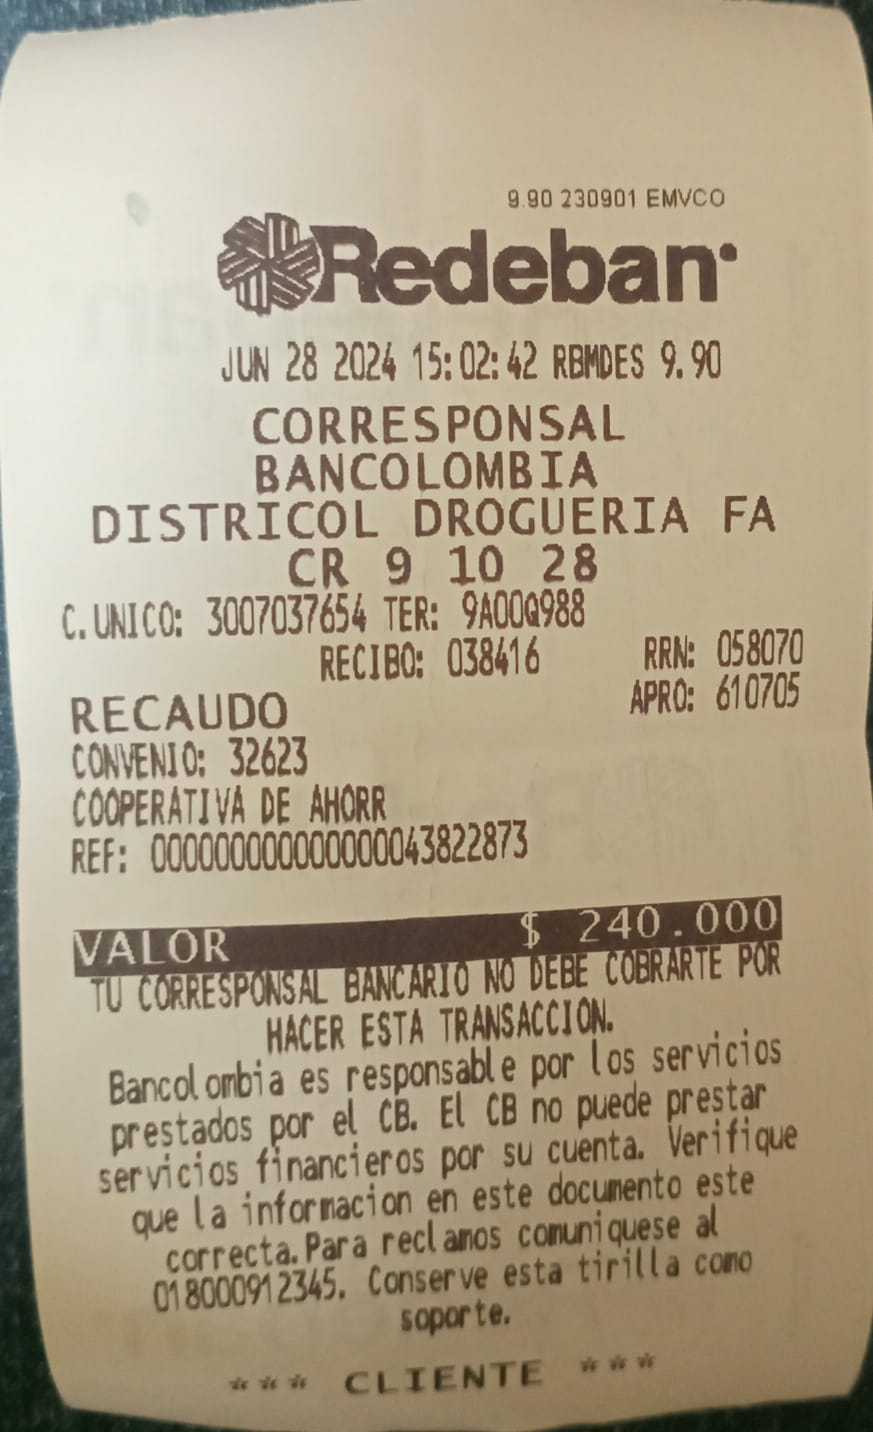 9.90 230901 EMVCO
Redeban
JUN 28 2024 15:02:42 RBMDES 9.90
CORRESPONSAL
BANCOLOMBIA
DISTRICOL DROGUERIA FA
CR 9 10 28
C.UNICO: 3007037654 TER: 9A00Q988
RECIBO: 038416 RRN: 058070
RECAUDO APRO: 610705
CONVENIO: 32623
COOPERATIVA DE AHORR
REF: 000000000000000043822873
VALOR $ 240.000
TU CORRESPONSAL BANCARIO NO DEBE COBRARTE POR
HACER ESTA TRANSACCION.
Bancolombia es responsable por los servicios
prestados por el CB. El CB no puede prestar
servicios financieros por su cuenta. Verifique
que la informacion en este documento este
correcta.Para reclamos comuniquese al
018000912345. Conserve esta tirilla como
soporte.
*** CLIENTE ***